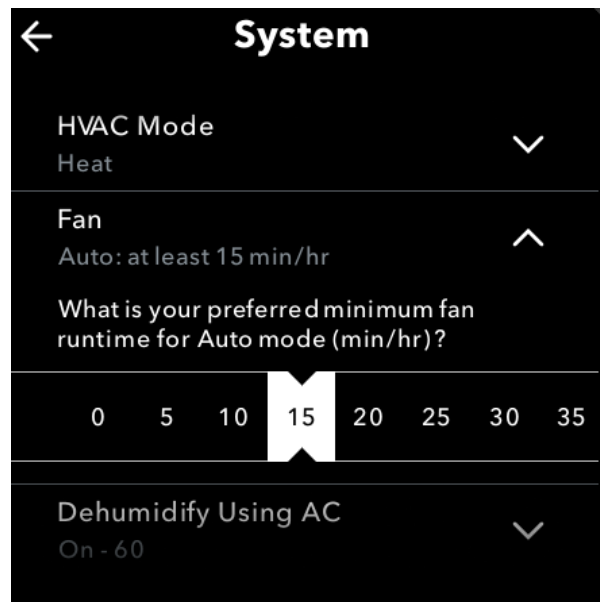 System
HVAC Mode
Heat
Fan
Auto: at least 15 min/hr
What is your preferred minimum fan
runtime for Auto mode (min/hr)?
0 5 10 15 20 25 30 35
Dehumidify Using AC
On - 60